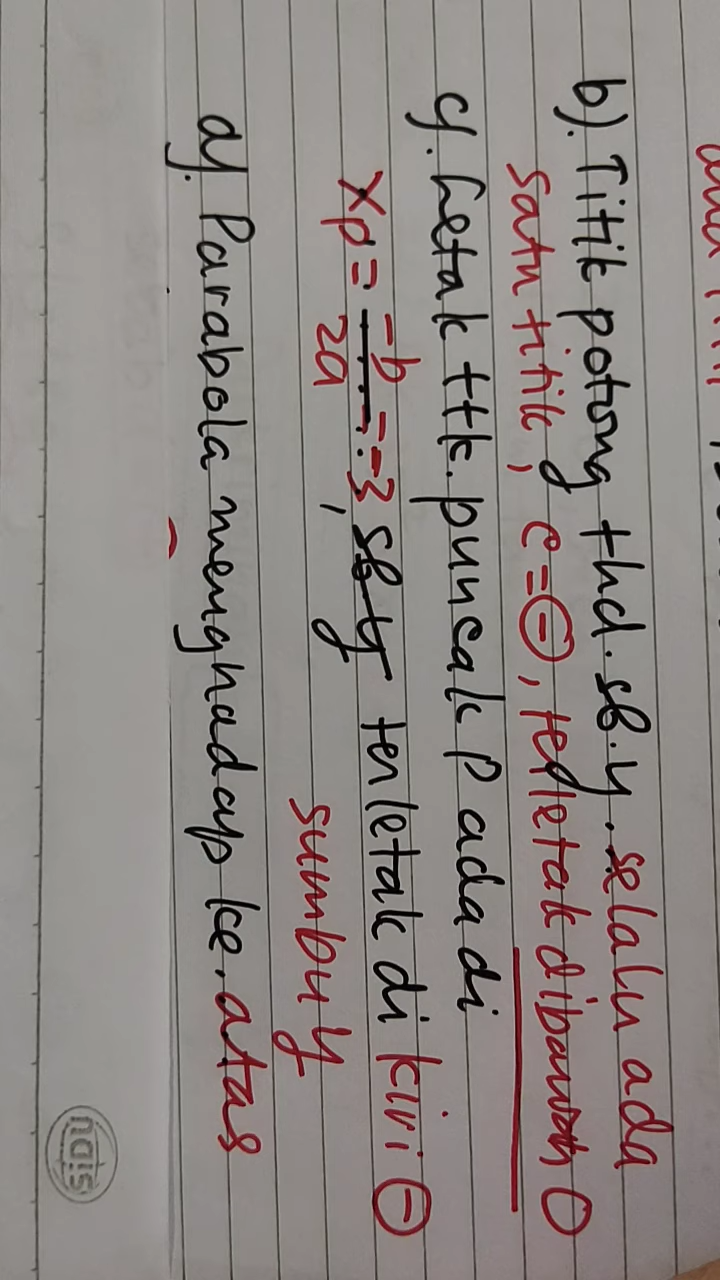 b). Titik potong thd. sb. y. selalu ada
satu titik, c = ⊖, terletak dibawah O
c). Letak ttk. puncak P ada di
xp = -b/2a = -3, sb y terletak di kiri ⊖
sumbu y
d). Parabola menghadap ke. atas
nais